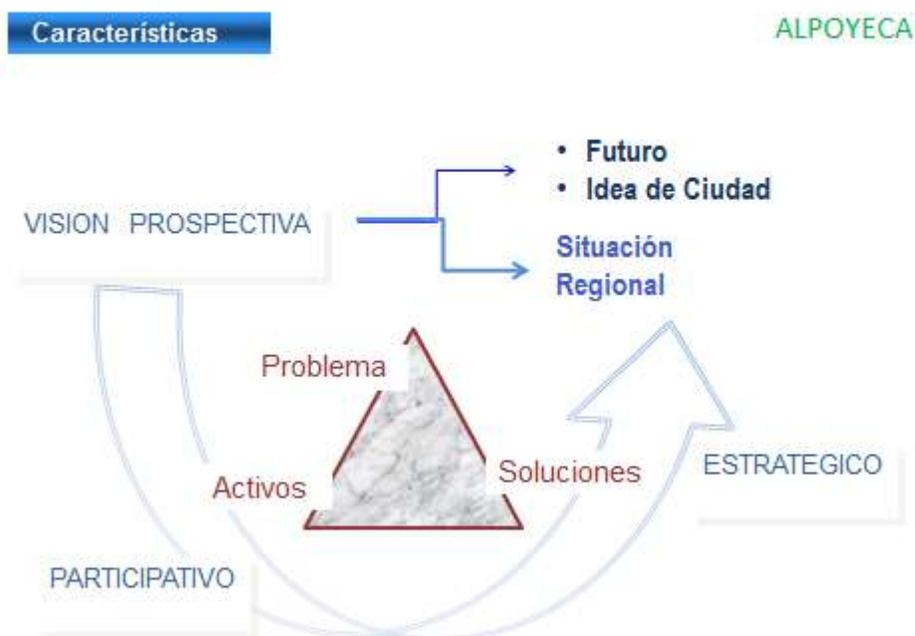 Características
ALPOYECA
• Futuro
• Idea de Ciudad
VISION PROSPECTIVA
Situación
Regional
Problema
Activos
Soluciones
ESTRATEGICO
PARTICIPATIVO